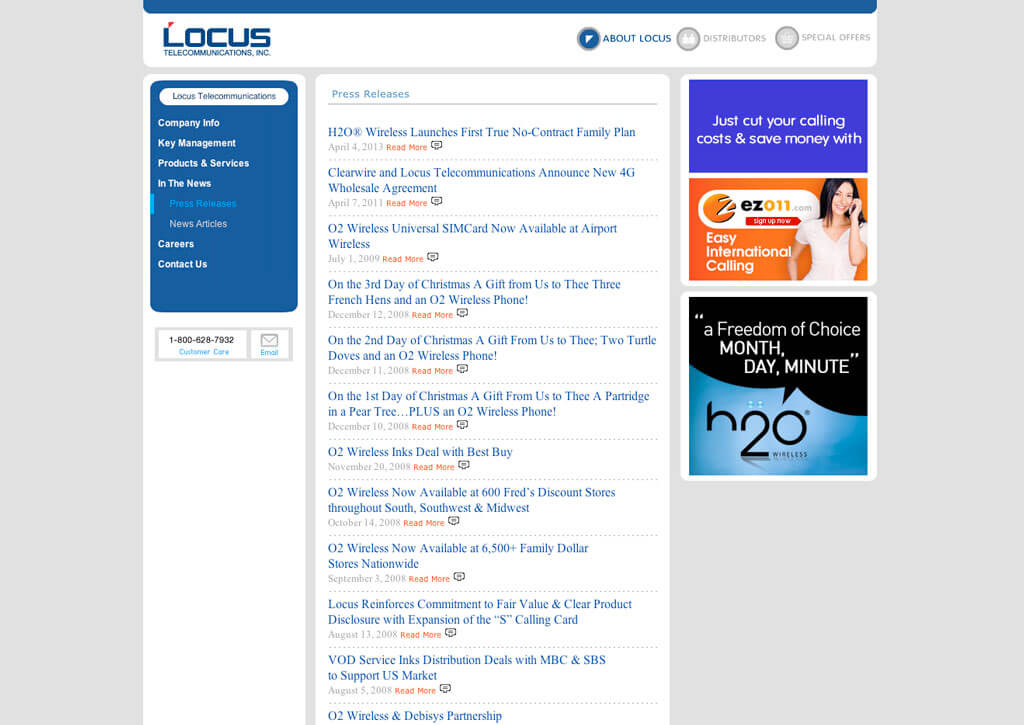 LOCUS
TELECOMMUNICATIONS, INC.
ABOUT LOCUS
DISTRIBUTORS
SPECIAL OFFERS
Locus Telecommunications
Company Info
Key Management
Products & Services
In The News
Press Releases
News Articles
Careers
Contact Us
1-800-628-7932
Customer Care
Email
Press Releases
H2O® Wireless Launches First True No-Contract Family Plan
April 4, 2013 Read More
Clearwire and Locus Telecommunications Announce New 4G
Wholesale Agreement
April 7, 2011 Read More
O2 Wireless Universal SIMCard Now Available at Airport
Wireless
July 1, 2009 Read More
On the 3rd Day of Christmas A Gift from Us to Thee Three
French Hens and an O2 Wireless Phone!
December 12, 2008 Read More
On the 2nd Day of Christmas A Gift From Us to Thee; Two Turtle
Doves and an O2 Wireless Phone!
December 11, 2008 Read More
On the 1st Day of Christmas A Gift From Us to Thee A Partridge
in a Pear Tree…PLUS an O2 Wireless Phone!
December 10, 2008 Read More
O2 Wireless Inks Deal with Best Buy
November 20, 2008 Read More
O2 Wireless Now Available at 600 Fred’s Discount Stores
throughout South, Southwest & Midwest
October 14, 2008 Read More
O2 Wireless Now Available at 6,500+ Family Dollar
Stores Nationwide
September 3, 2008 Read More
Locus Reinforces Commitment to Fair Value & Clear Product
Disclosure with Expansion of the “S” Calling Card
August 13, 2008 Read More
VOD Service Inks Distribution Deals with MBC & SBS
to Support US Market
August 5, 2008 Read More
O2 Wireless & Debisys Partnership
Just cut your calling
costs & save money with
ez011.com
sign up now
Easy
International
Calling
“a Freedom of Choice
MONTH,
DAY, MINUTE”
h2o®
WIRELESS